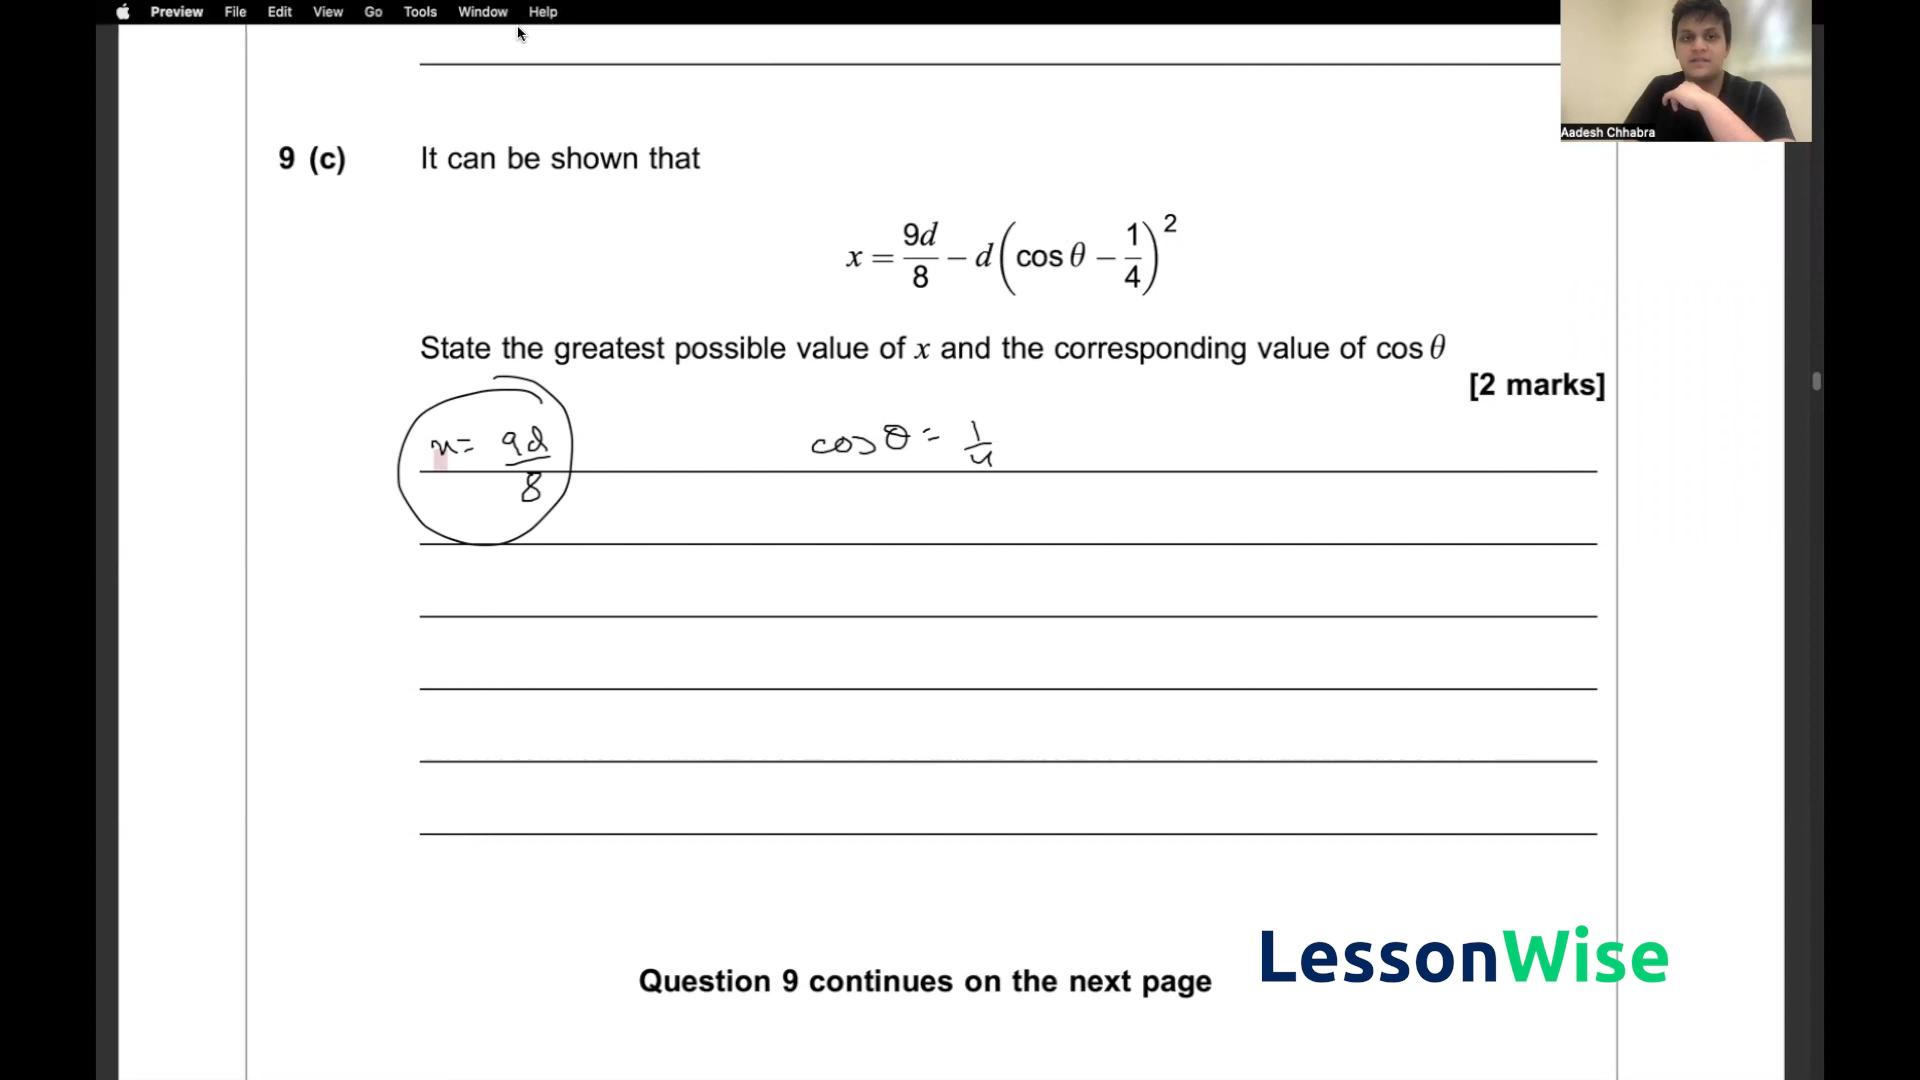 Preview File Edit View Go Tools Window Help
Aadesh Chhabra
9 (c) It can be shown that
x = 9d/8 − d(cos θ − 1/4)²
State the greatest possible value of x and the corresponding value of cos θ
[2 marks]
x = 9d/8 cos θ = 1/4
LessonWise
Question 9 continues on the next page